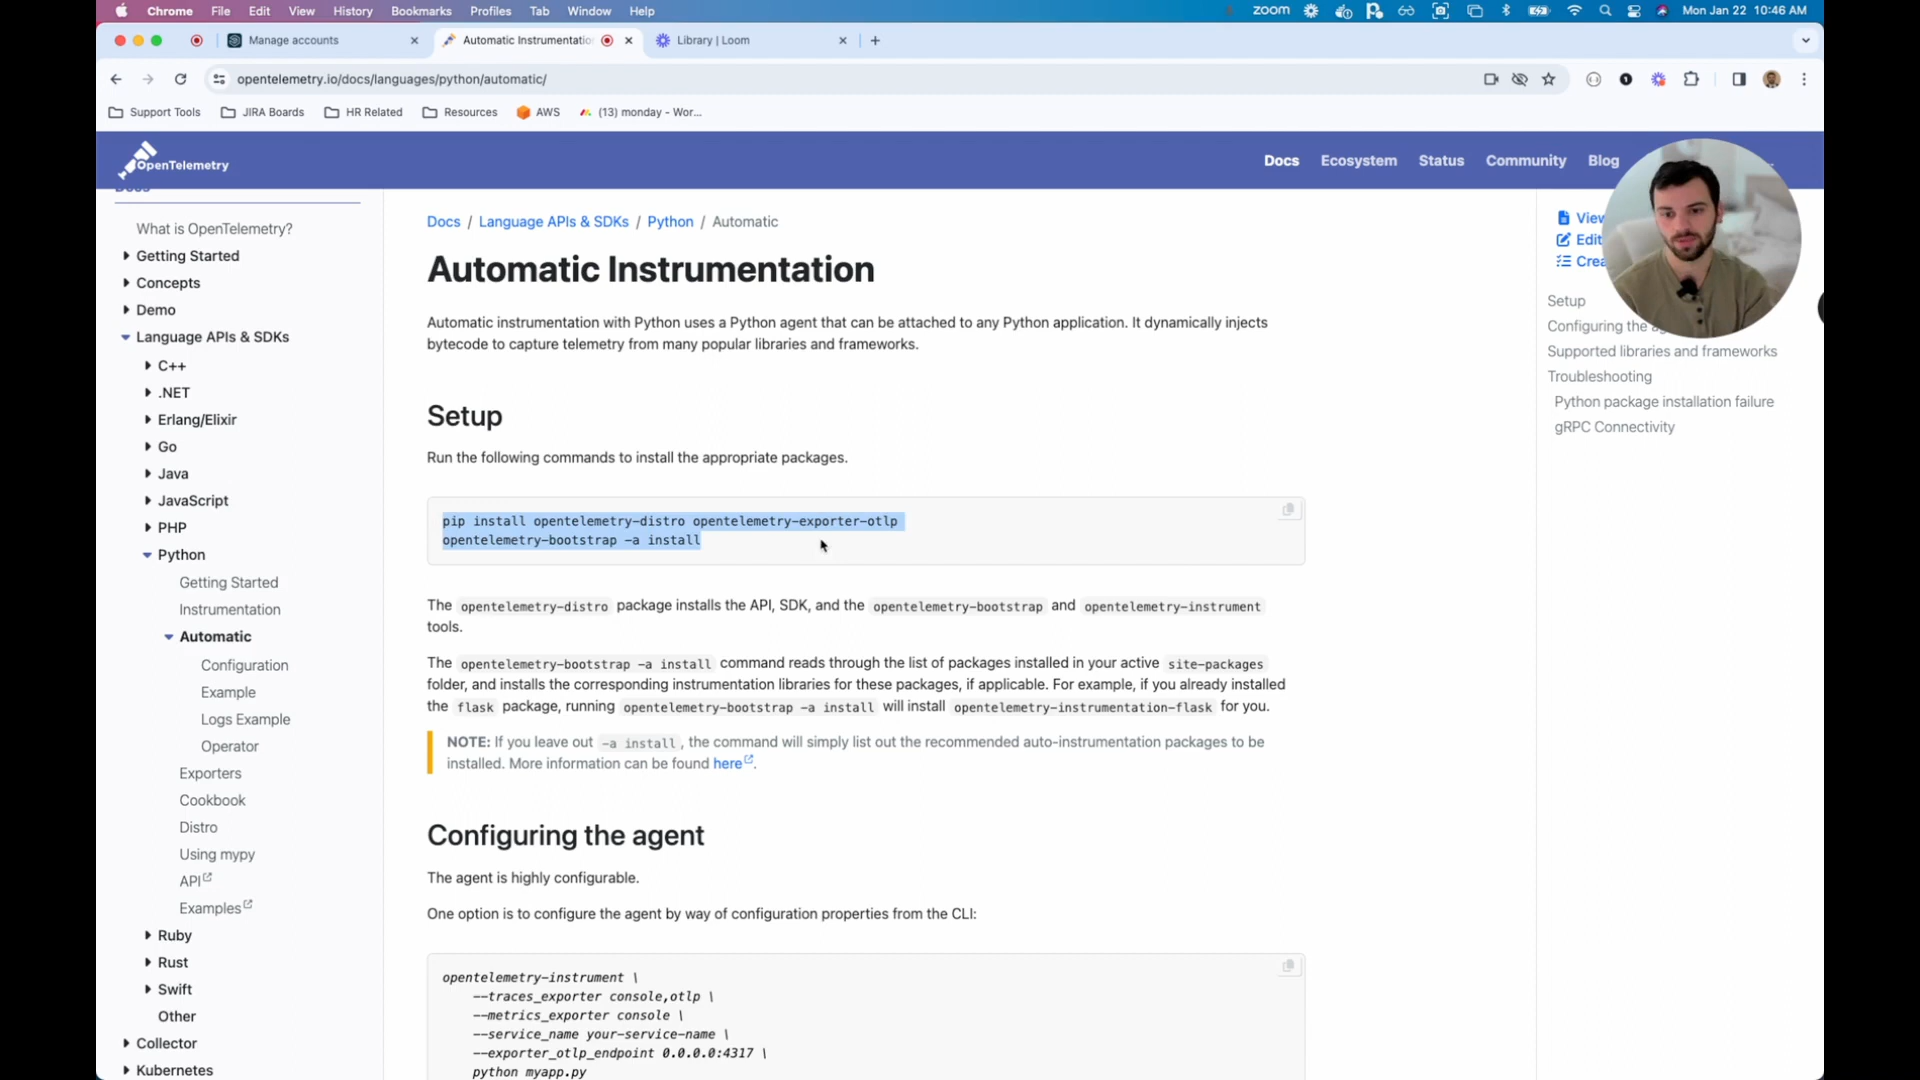 Chrome File Edit View History Bookmarks Profiles Tab Window Help
zoom Mon Jan 22 10:46 AM
Manage accounts
Automatic Instrumentatio
Library | Loom
opentelemetry.io/docs/languages/python/automatic/
Support Tools JIRA Boards HR Related Resources AWS (13) monday - Wor...
OpenTelemetry
Docs Ecosystem Status Community Blog
Docs
What is OpenTelemetry?
Getting Started
Concepts
Demo
Language APIs & SDKs
C++
.NET
Erlang/Elixir
Go
Java
JavaScript
PHP
Python
Getting Started
Instrumentation
Automatic
Configuration
Example
Logs Example
Operator
Exporters
Cookbook
Distro
Using mypy
API
Examples
Ruby
Rust
Swift
Other
Collector
Kubernetes
Docs / Language APIs & SDKs / Python / Automatic
Automatic Instrumentation
Automatic instrumentation with Python uses a Python agent that can be attached to any Python application. It dynamically injects
bytecode to capture telemetry from many popular libraries and frameworks.
Setup
Run the following commands to install the appropriate packages.
pip install opentelemetry-distro opentelemetry-exporter-otlp
opentelemetry-bootstrap -a install
The opentelemetry-distro package installs the API, SDK, and the opentelemetry-bootstrap and opentelemetry-instrument
tools.
The opentelemetry-bootstrap -a install command reads through the list of packages installed in your active site-packages
folder, and installs the corresponding instrumentation libraries for these packages, if applicable. For example, if you already installed
the flask package, running opentelemetry-bootstrap -a install will install opentelemetry-instrumentation-flask for you.
NOTE: If you leave out -a install, the command will simply list out the recommended auto-instrumentation packages to be
installed. More information can be found here.
Configuring the agent
The agent is highly configurable.
One option is to configure the agent by way of configuration properties from the CLI:
opentelemetry-instrument \
--traces_exporter console,otlp \
--metrics_exporter console \
--service_name your-service-name \
--exporter_otlp_endpoint 0.0.0.0:4317 \
python myapp.py
View
Edit
Crea
Setup
Configuring the ag
Supported libraries and frameworks
Troubleshooting
Python package installation failure
gRPC Connectivity